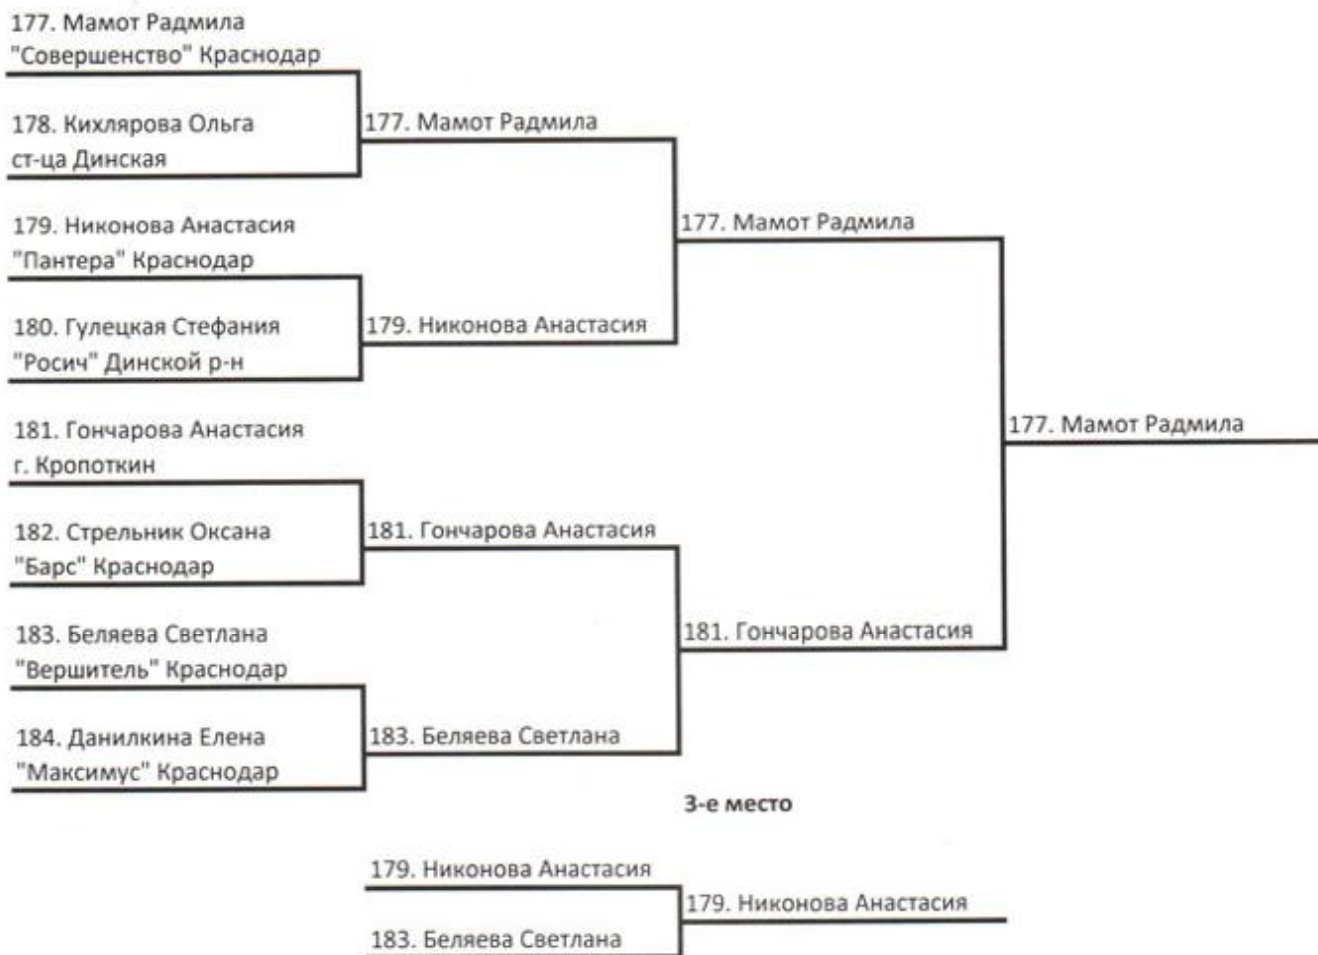 177. Мамот Радмила
"Совершенство" Краснодар
178. Кихлярова Ольга
ст-ца Динская
179. Никонова Анастасия
"Пантера" Краснодар
180. Гулецкая Стефания
"Росич" Динской р-н
181. Гончарова Анастасия
г. Кропоткин
182. Стрельник Оксана
"Барс" Краснодар
183. Беляева Светлана
"Вершитель" Краснодар
184. Данилкина Елена
"Максимус" Краснодар
177. Мамот Радмила
179. Никонова Анастасия
181. Гончарова Анастасия
183. Беляева Светлана
177. Мамот Радмила
181. Гончарова Анастасия
177. Мамот Радмила
3-е место
179. Никонова Анастасия
183. Беляева Светлана
179. Никонова Анастасия